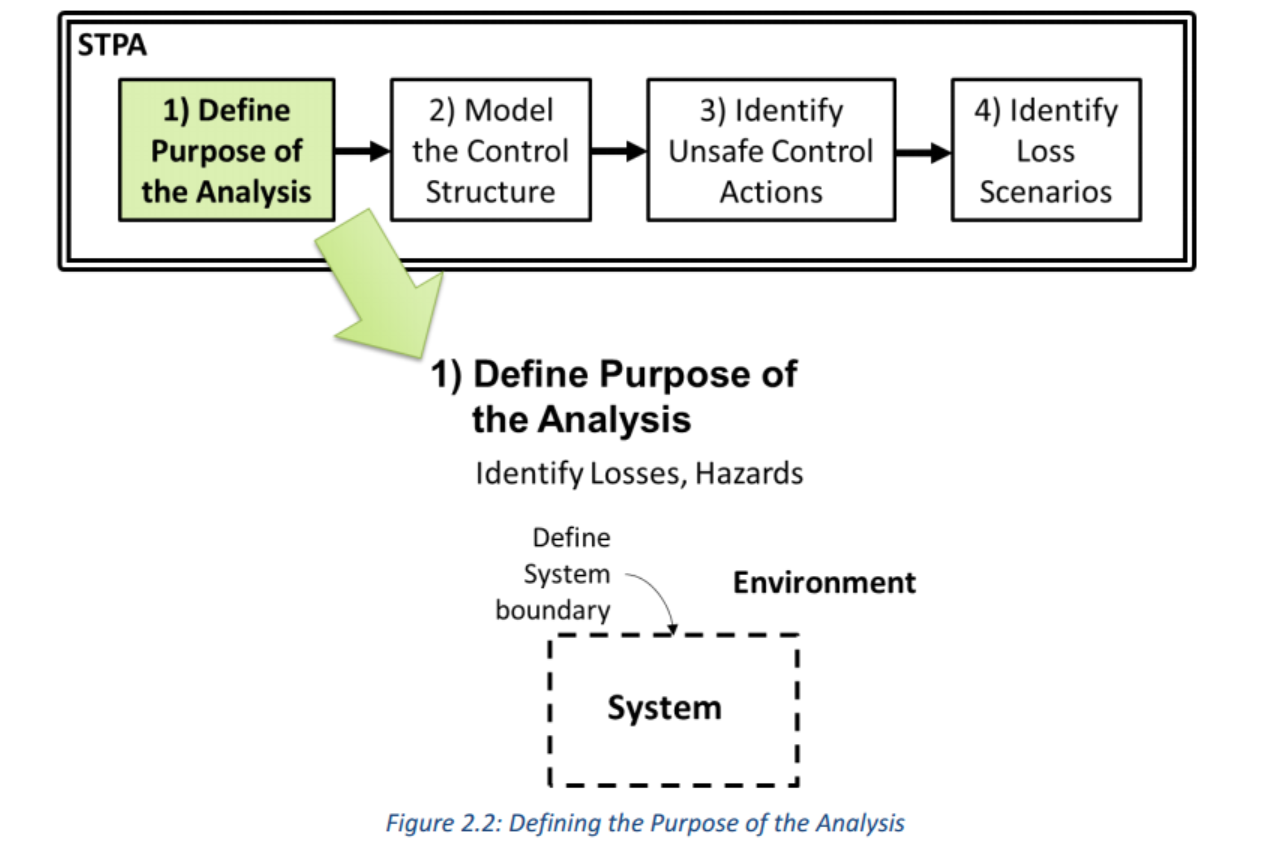 STPA
1) Define
Purpose of
the Analysis
2) Model
the Control
Structure
3) Identify
Unsafe Control
Actions
4) Identify
Loss
Scenarios
1) Define Purpose of
the Analysis
Identify Losses, Hazards
Define
System
boundary
Environment
System
Figure 2.2: Defining the Purpose of the Analysis